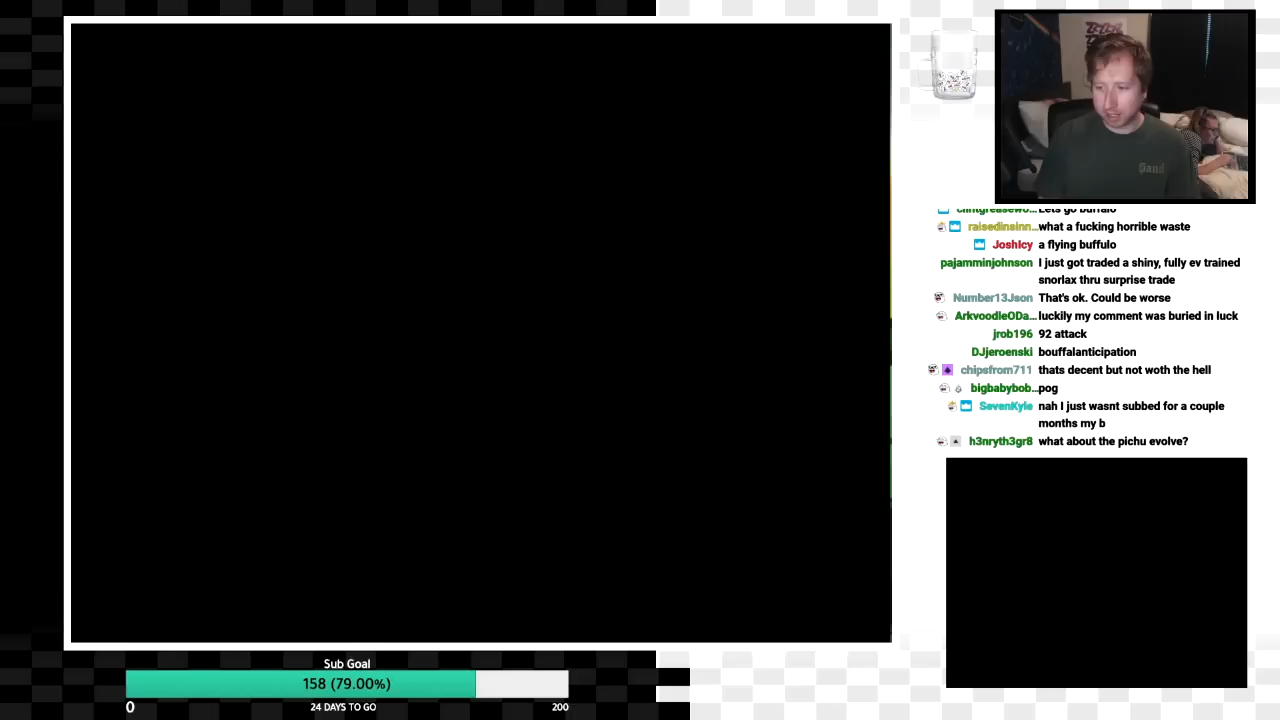 Lets go buffalo
raisedinsinn... what a fucking horrible waste
JoshIcy a flying buffulo
pajamminjohnson I just got traded a shiny, fully ev trained
snorlax thru surprise trade
Number13Json That's ok. Could be worse
ArkvoodleODa... luckily my comment was buried in luck
jrob196 92 attack
DJjeroenski bouffalanticipation
chipsfrom711 thats decent but not woth the hell
bigbabybob... pog
SevenKyle nah I just wasnt subbed for a couple
months my b
h3nryth3gr8 what about the pichu evolve?
Sand
Sub Goal
158 (79.00%)
0 24 DAYS TO GO 200